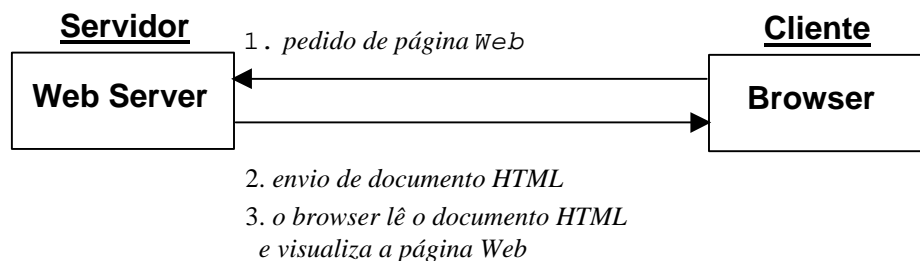 Servidor
1. pedido de página Web
Cliente
Web Server
Browser
2. envio de documento HTML
3. o browser lê o documento HTML
e visualiza a página Web